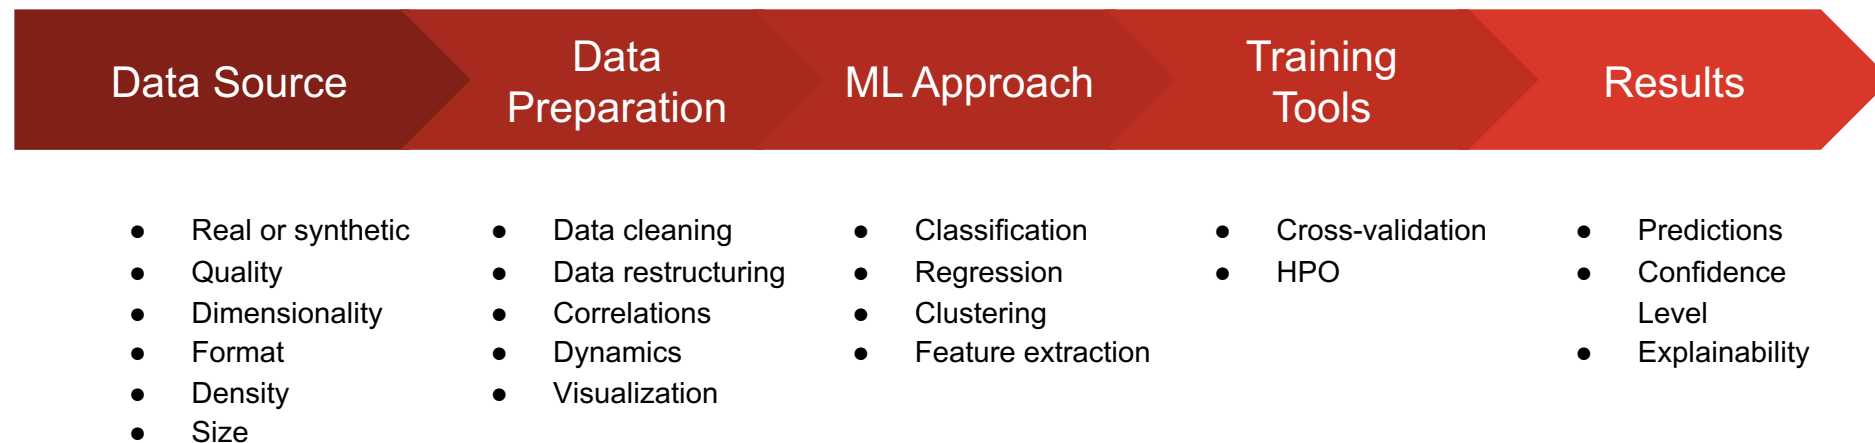 Data Source
Data
Preparation
ML Approach
Training
Tools
Results
● Real or synthetic
● Quality
● Dimensionality
● Format
● Density
● Size
● Data cleaning
● Data restructuring
● Correlations
● Dynamics
● Visualization
● Classification
● Regression
● Clustering
● Feature extraction
● Cross-validation
● HPO
● Predictions
● Confidence
Level
● Explainability